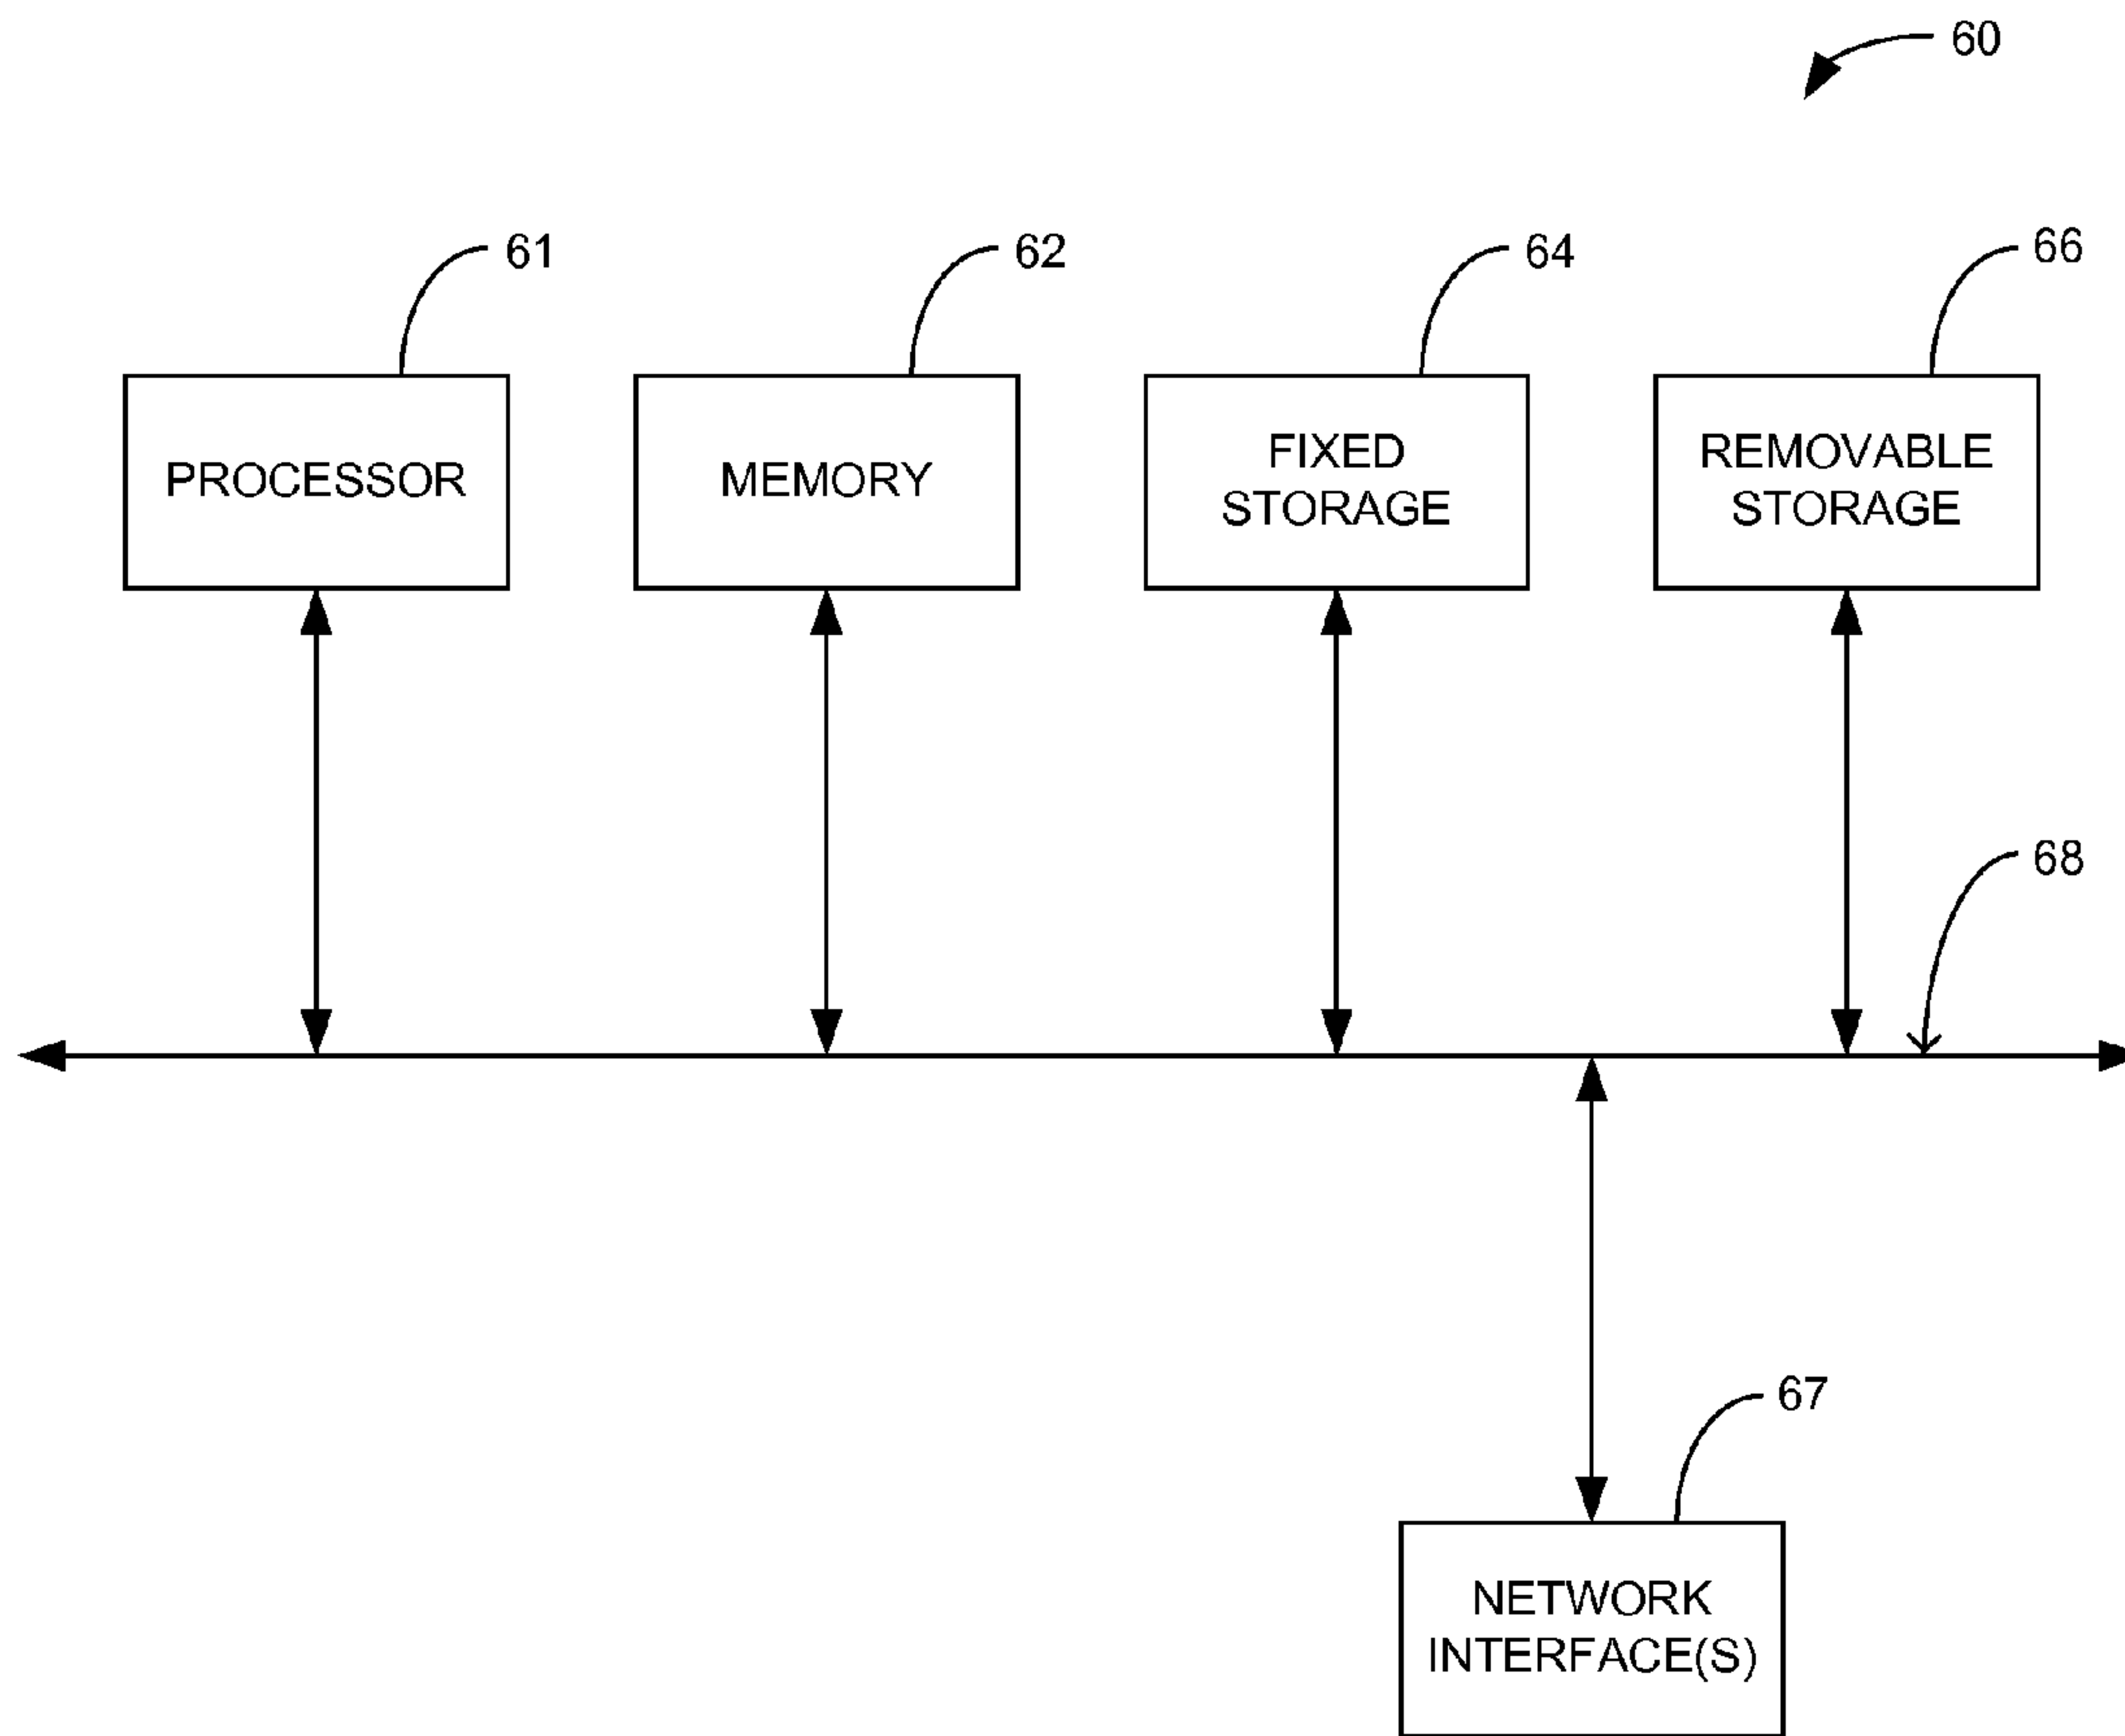 60
61
62
64
66
PROCESSOR
MEMORY
FIXED
STORAGE
REMOVABLE
STORAGE
68
67
NETWORK
INTERFACE(S)